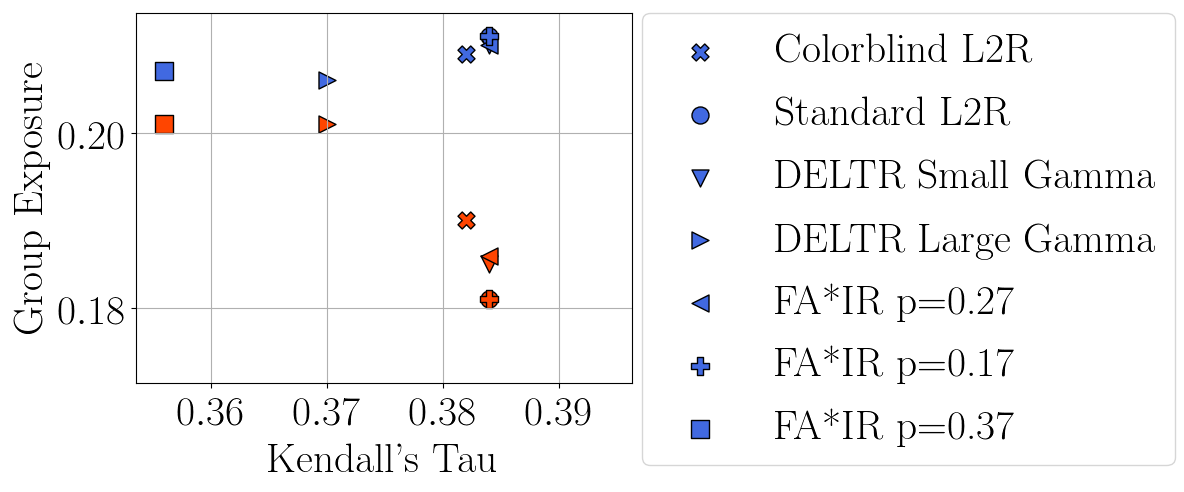 Group Exposure
0.20
0.18
0.36 0.37 0.38 0.39
Kendall's Tau
Colorblind L2R
Standard L2R
DELTR Small Gamma
DELTR Large Gamma
FA*IR p=0.27
FA*IR p=0.17
FA*IR p=0.37